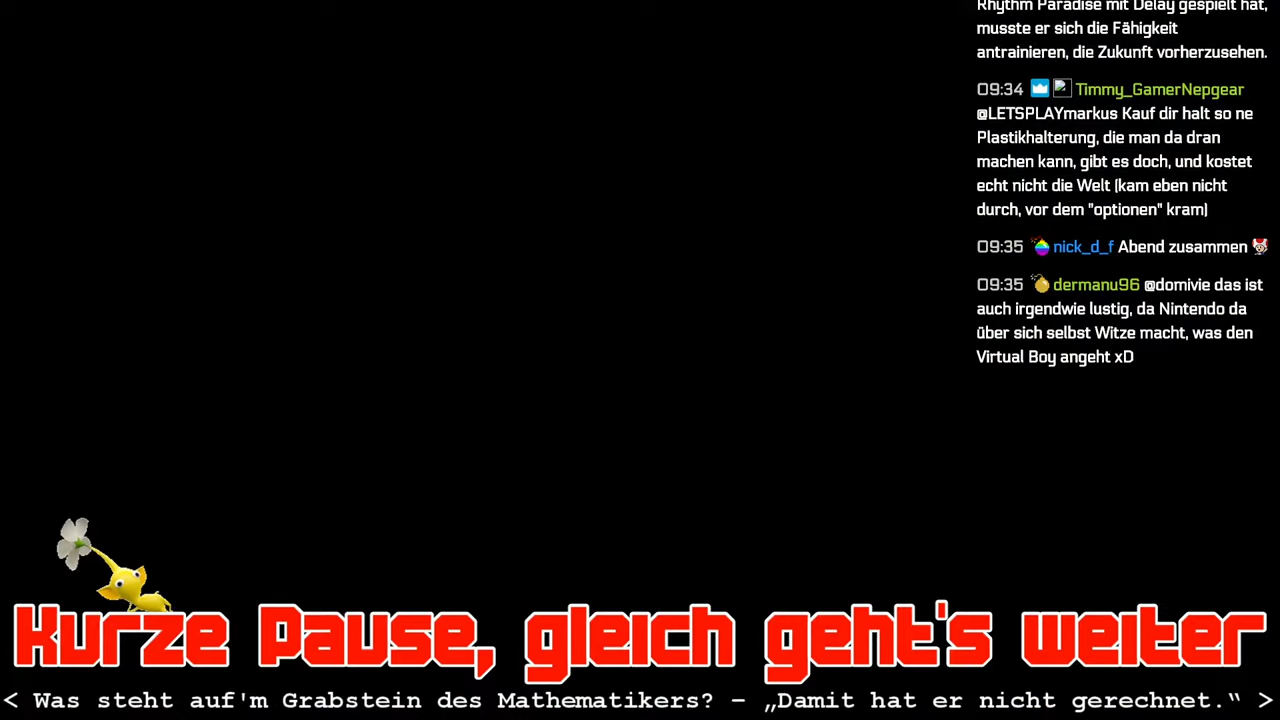 Rhythm Paradise mit Delay gespielt hat,
musste er sich die Fähigkeit
antrainieren, die Zukunft vorherzusehen.
09:34 Timmy_GamerNepgear
@LETSPLAYmarkus Kauf dir halt so ne
Plastikhalterung, die man da dran
machen kann, gibt es doch, und kostet
echt nicht die Welt (kam eben nicht
durch, vor dem "optionen" kram)
09:35 nick_d_f Abend zusammen
09:35 dermanu96 @domivie das ist
auch irgendwie lustig, da Nintendo da
über sich selbst Witze macht, was den
Virtual Boy angeht xD
Kurze Pause, gleich geht's weiter
< Was steht auf'm Grabstein des Mathematikers? – „Damit hat er nicht gerechnet.“ >